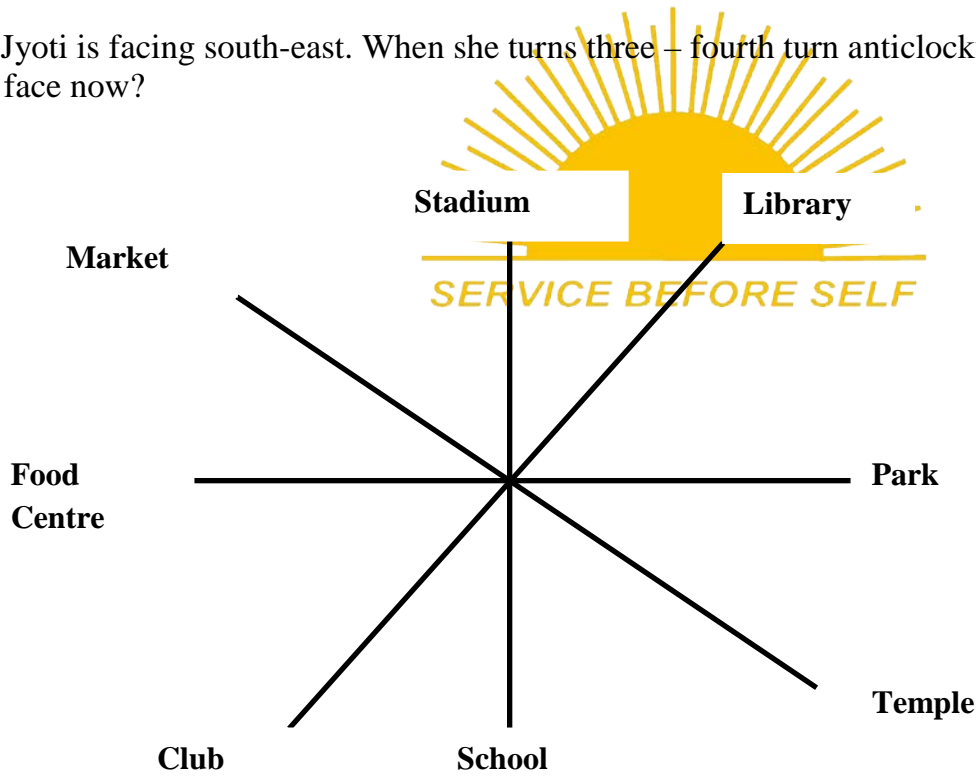 Jyoti is facing south-east. When she turns three – fourth turn anticlock
face now?
Stadium
Library
Market
SERVICE BEFORE SELF
Food
Centre
Park
Temple
Club
School